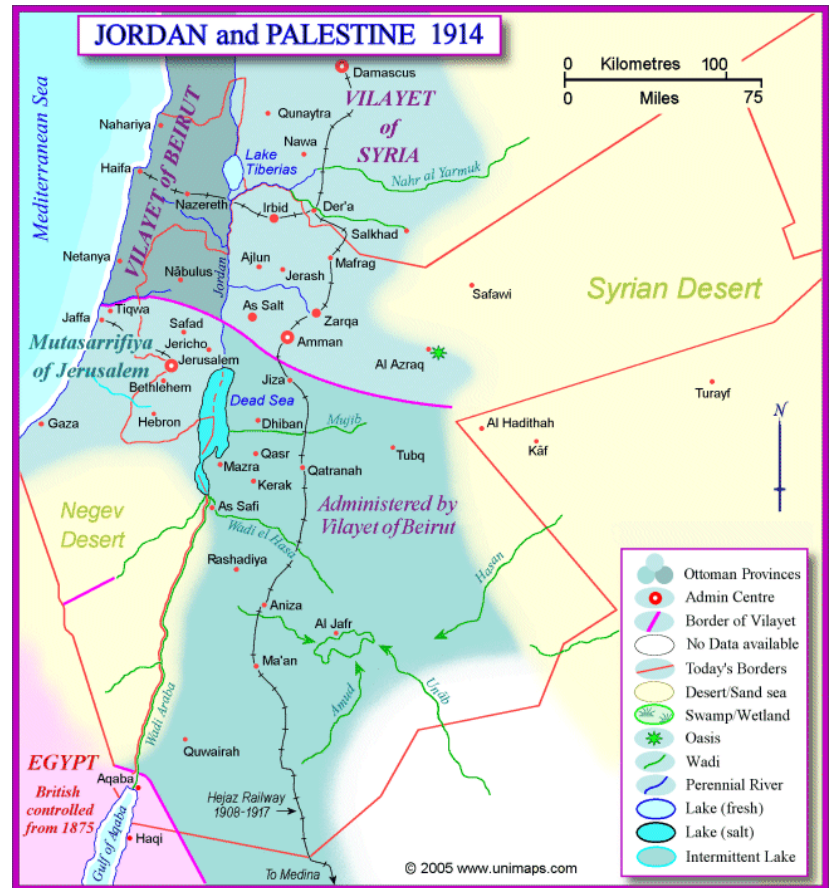 JORDAN and PALESTINE 1914
0 Kilometres 100
0 Miles 75
Mediterranean Sea
VILAYET of BEIRUT
Damascus
VILAYET
of
SYRIA
Qunaytra
Nahariya
Nawa
Lake
Tiberias
Haifa
Nahr al Yarmuk
Nazereth
Irbid
Der'a
Salkhad
Netanya
Ajlun
Mafrag
Nābulus
Jordan
Jerash
Safawi
Syrian Desert
Tiqwa
As Salt
Zarqa
Jaffa
Safad
Amman
Mutasarrifiya
of Jerusalem
Jericho
Jerusalem
Al Azraq
Bethlehem
Jiza
Turayf
Dead Sea
Hebron
Dhiban
Mujib
Gaza
Al Hadithah
Kāf
N
Qasr
Tubq
Mazra
Qatranah
Kerak
Negev
Desert
As Safi
Administered by
Vilayet of Beirut
Wadi el Hasa
Rashadiya
Hasan
Aniza
Al Jafr
Ma'an
Unāb
Amud
Wadi Araba
Quwairah
EGYPT
British
controlled
from 1875
Aqaba
Hejaz Railway
1908-1917
Haqi
Gulf of Aqaba
To Medina
© 2005 www.unimaps.com
Ottoman Provinces
Admin Centre
Border of Vilayet
No Data available
Today's Borders
Desert/Sand sea
Swamp/Wetland
Oasis
Wadi
Perennial River
Lake (fresh)
Lake (salt)
Intermittent Lake